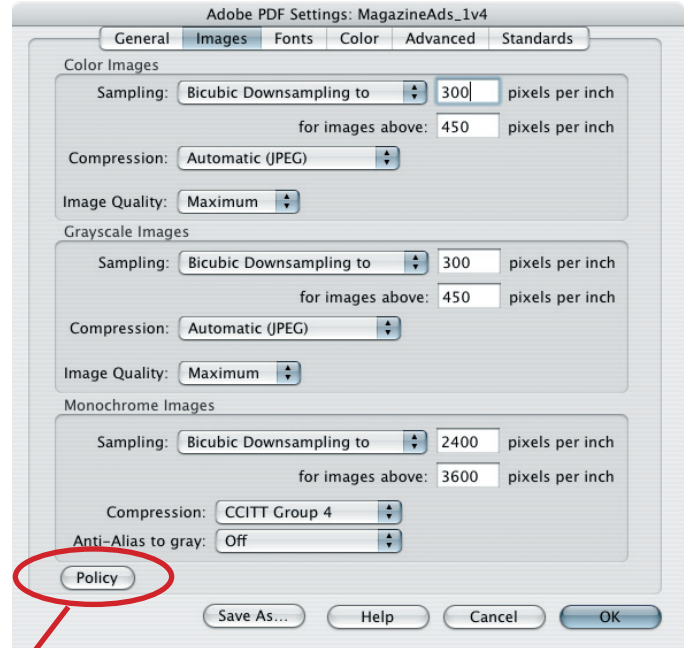 Adobe PDF Settings: MagazineAds_1v4
General Images Fonts Color Advanced Standards
Color Images
Sampling: Bicubic Downsampling to 300 pixels per inch
for images above: 450 pixels per inch
Compression: Automatic (JPEG)
Image Quality: Maximum
Grayscale Images
Sampling: Bicubic Downsampling to 300 pixels per inch
for images above: 450 pixels per inch
Compression: Automatic (JPEG)
Image Quality: Maximum
Monochrome Images
Sampling: Bicubic Downsampling to 2400 pixels per inch
for images above: 3600 pixels per inch
Compression: CCITT Group 4
Anti-Alias to gray: Off
Policy
Save As... Help Cancel OK